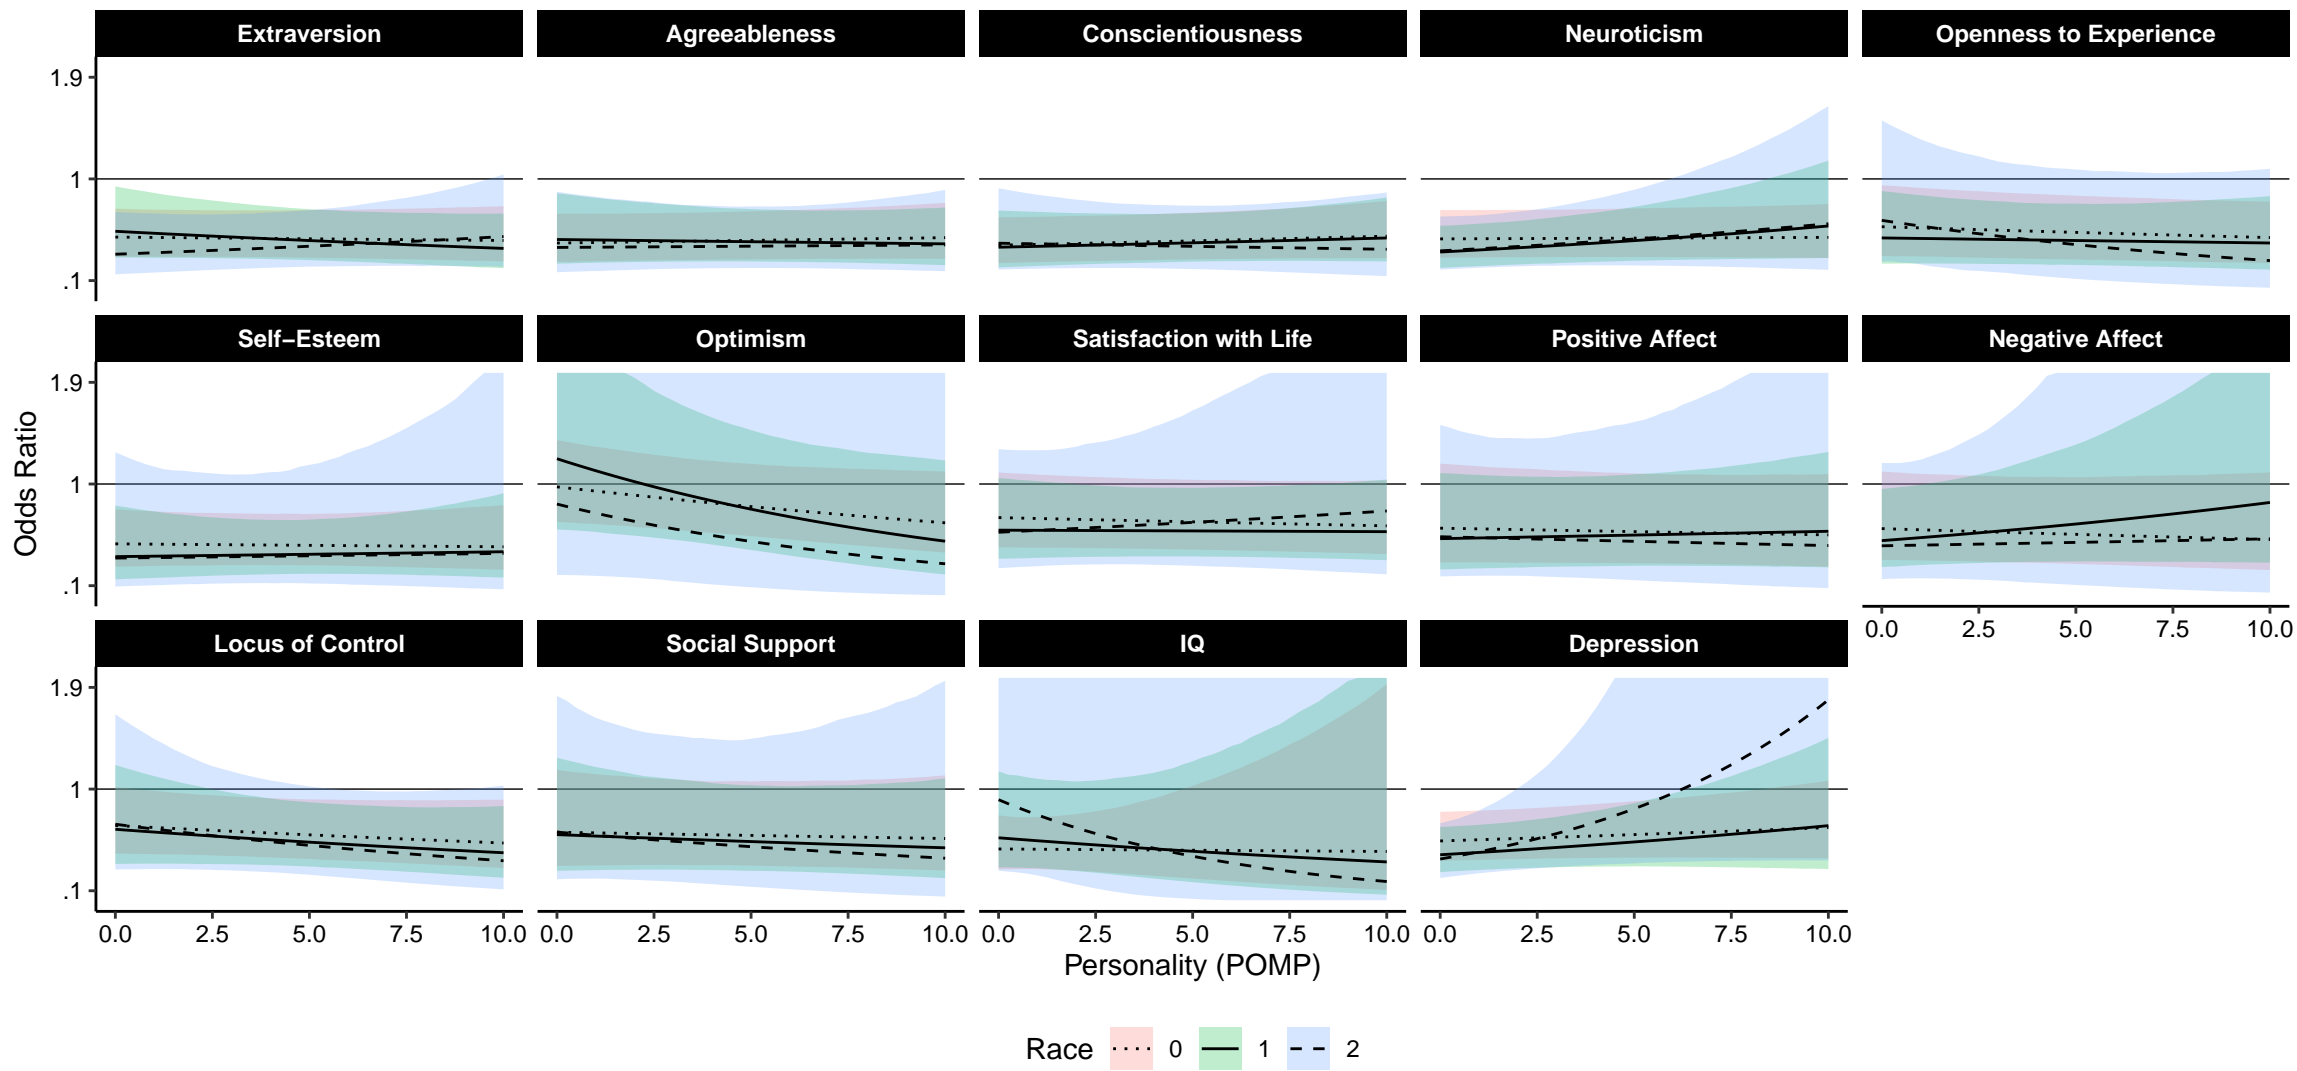 Extraversion Agreeableness Conscientiousness Neuroticism Openness to Experience
1.9
1
.1
Self−Esteem Optimism Satisfaction with Life Positive Affect Negative Affect
1.9
1
.1
0.0 2.5 5.0 7.5 10.0
Locus of Control Social Support IQ Depression
1.9
1
.1
0.0 2.5 5.0 7.5 10.0 0.0 2.5 5.0 7.5 10.0 0.0 2.5 5.0 7.5 10.0 0.0 2.5 5.0 7.5 10.0
Odds Ratio
Personality (POMP)
Race 0 1 2